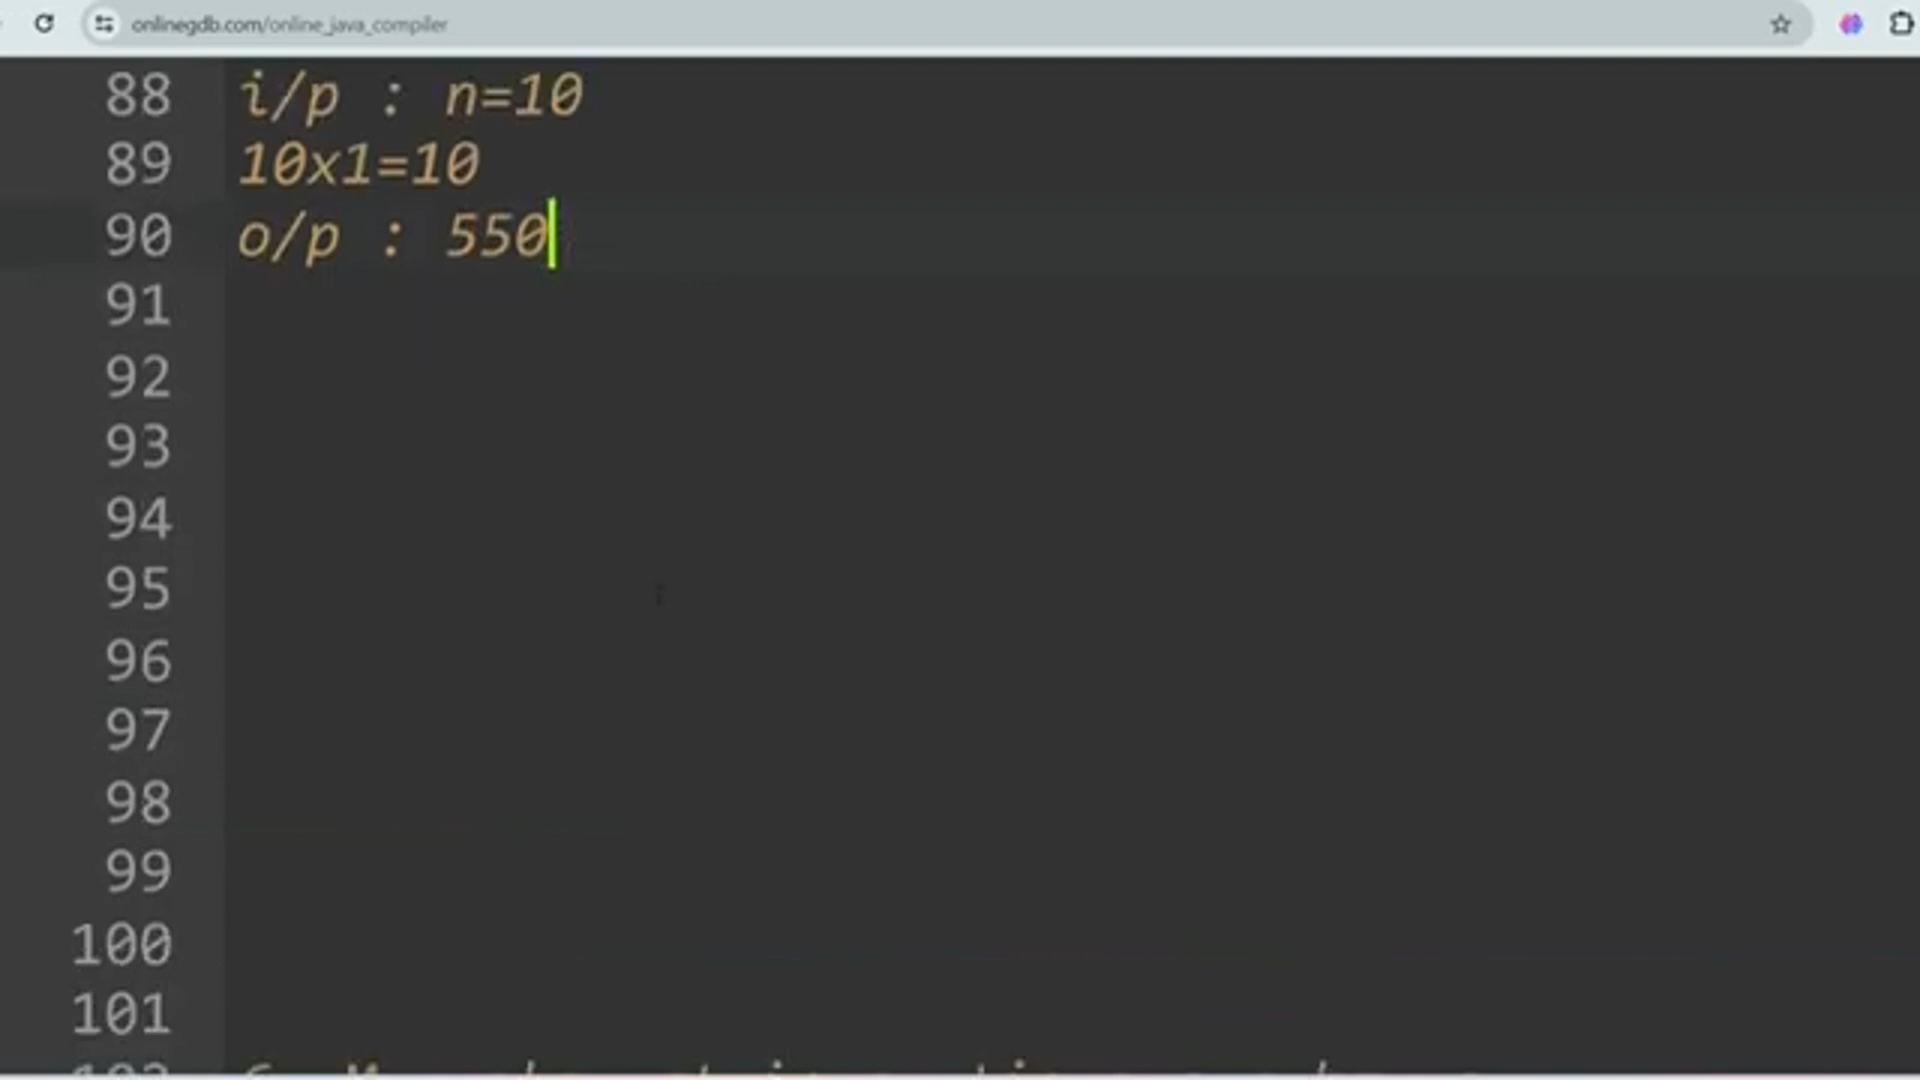 onlinegdb.com/online_java_compiler
88 i/p : n=10
89 10x1=10
90 o/p : 550
91
92
93
94
95
96
97
98
99
100
101